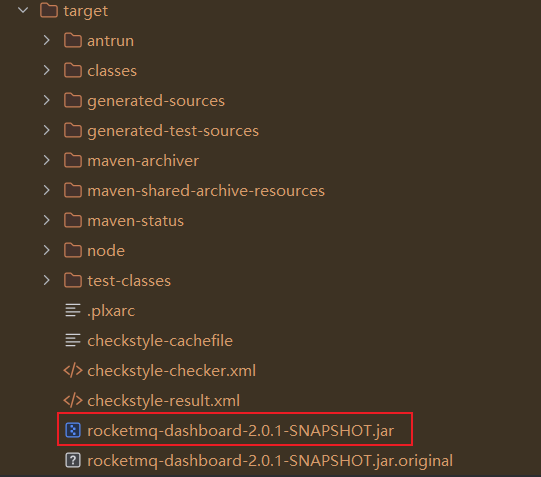 target
antrun
classes
generated-sources
generated-test-sources
maven-archiver
maven-shared-archive-resources
maven-status
node
test-classes
.plxarc
checkstyle-cachefile
checkstyle-checker.xml
checkstyle-result.xml
rocketmq-dashboard-2.0.1-SNAPSHOT.jar
rocketmq-dashboard-2.0.1-SNAPSHOT.jar.original